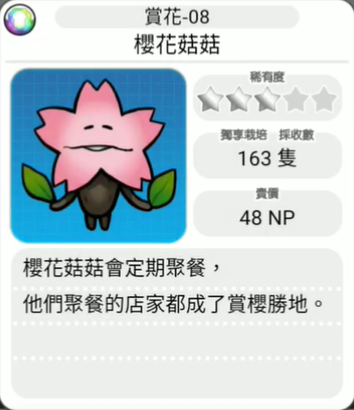 賞花-08
櫻花菇菇
稀有度
獨享栽培 採收數
163 隻
賣價
48 NP
櫻花菇菇會定期聚餐，
他們聚餐的店家都成了賞櫻勝地。